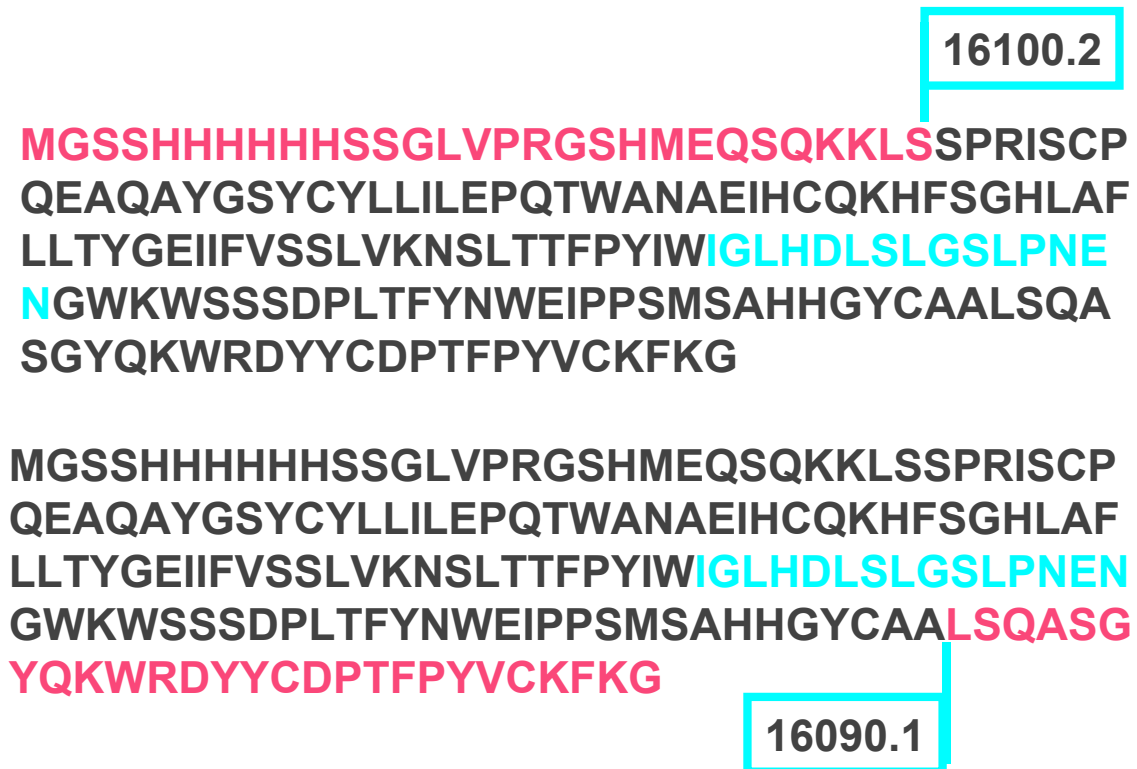 16100.2
MGSSHHHHHHSSGLVPRGSHMEQSQKKLSSPRISCP
QEAQAYGSYCYLLILEPQTWANAEIHCQKHFSGHLAF
LLTYGEIIFVSSLVKNSLTTFPYIWIGLHDLSLGSLPNE
NGWKWSSSDPLTFYNWEIPPSMSAHHGYCAALSQA
SGYQKWRDYYCDPTFPYVCKFKG
MGSSHHHHHHSSGLVPRGSHMEQSQKKLSSPRISCP
QEAQAYGSYCYLLILEPQTWANAEIHCQKHFSGHLAF
LLTYGEIIFVSSLVKNSLTTFPYIWIGLHDLSLGSLPNEN
GWKWSSSDPLTFYNWEIPPSMSAHHGYCAALSQASG
YQKWRDYYCDPTFPYVCKFKG
16090.1